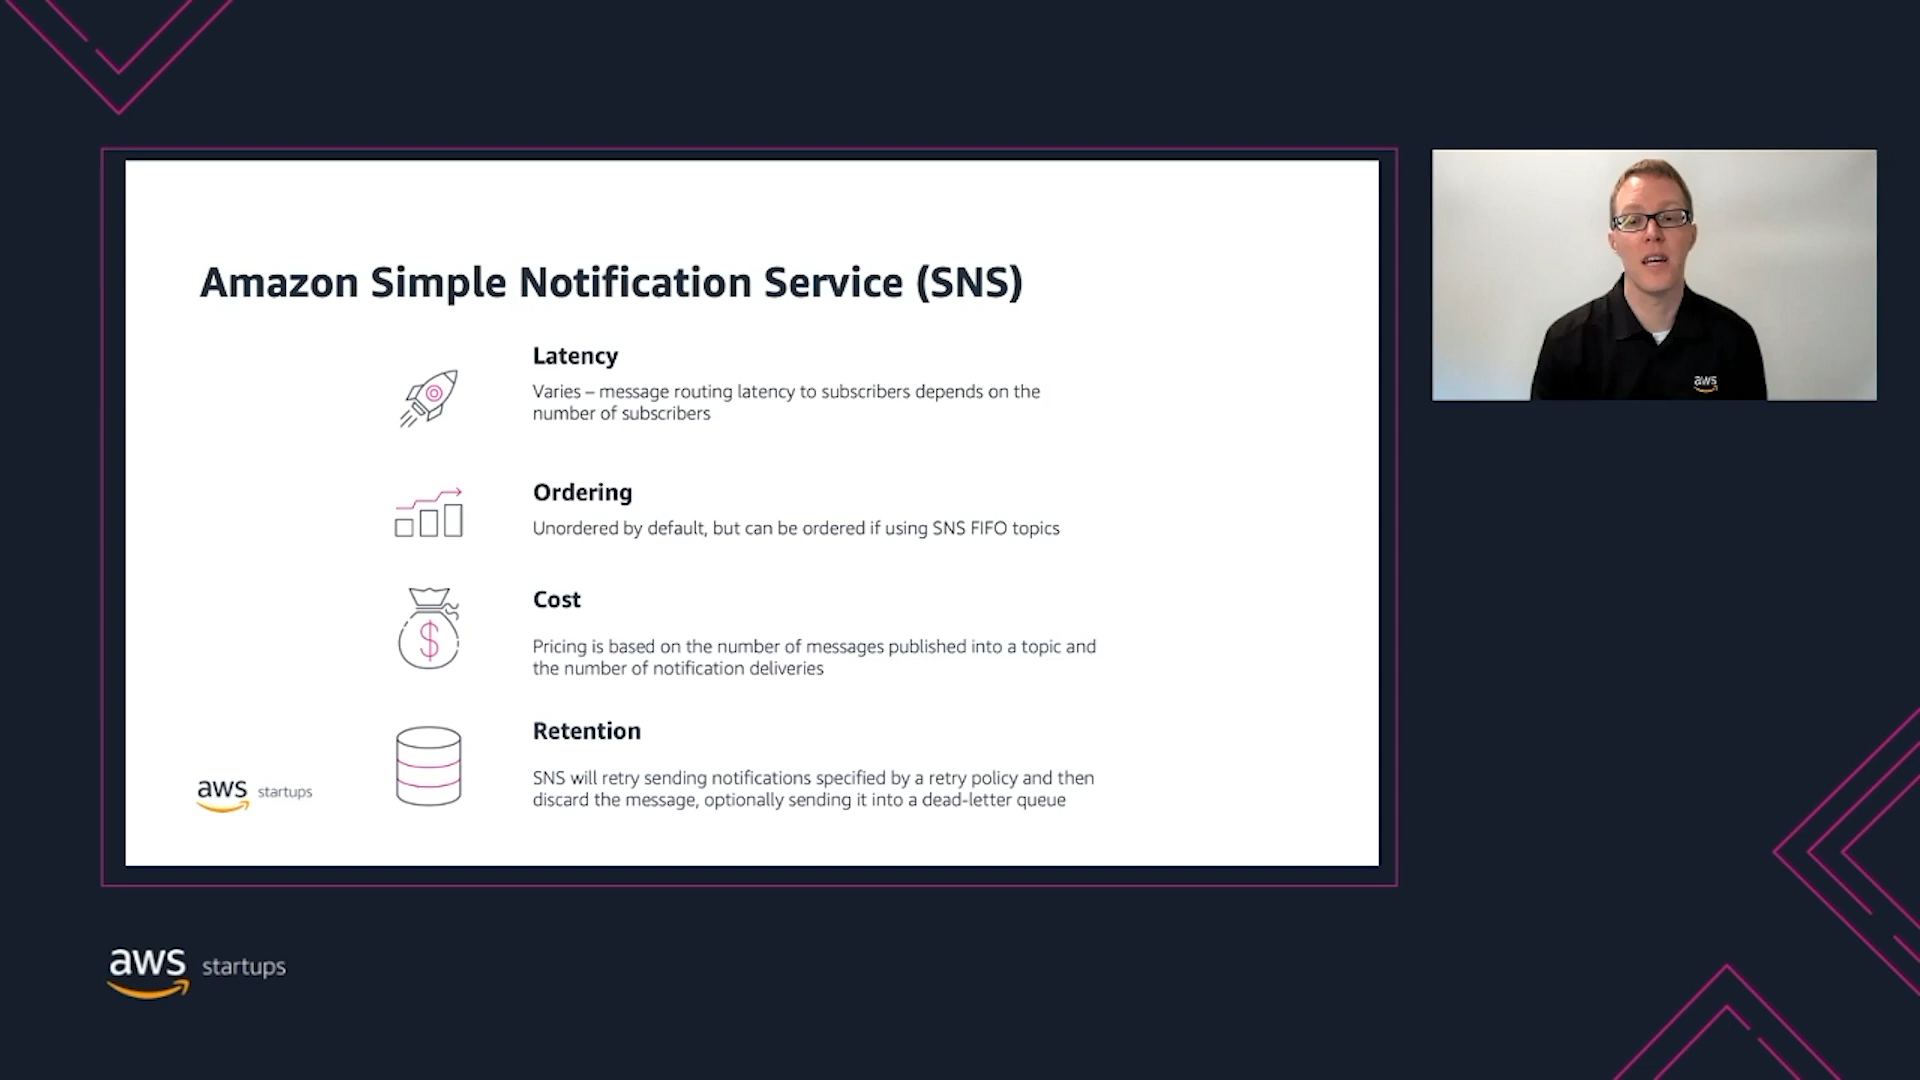 Amazon Simple Notification Service (SNS)
Latency
Varies – message routing latency to subscribers depends on the
number of subscribers
Ordering
Unordered by default, but can be ordered if using SNS FIFO topics
Cost
$
Pricing is based on the number of messages published into a topic and
the number of notification deliveries
Retention
SNS will retry sending notifications specified by a retry policy and then
discard the message, optionally sending it into a dead-letter queue
aws startups
aws
aws startups